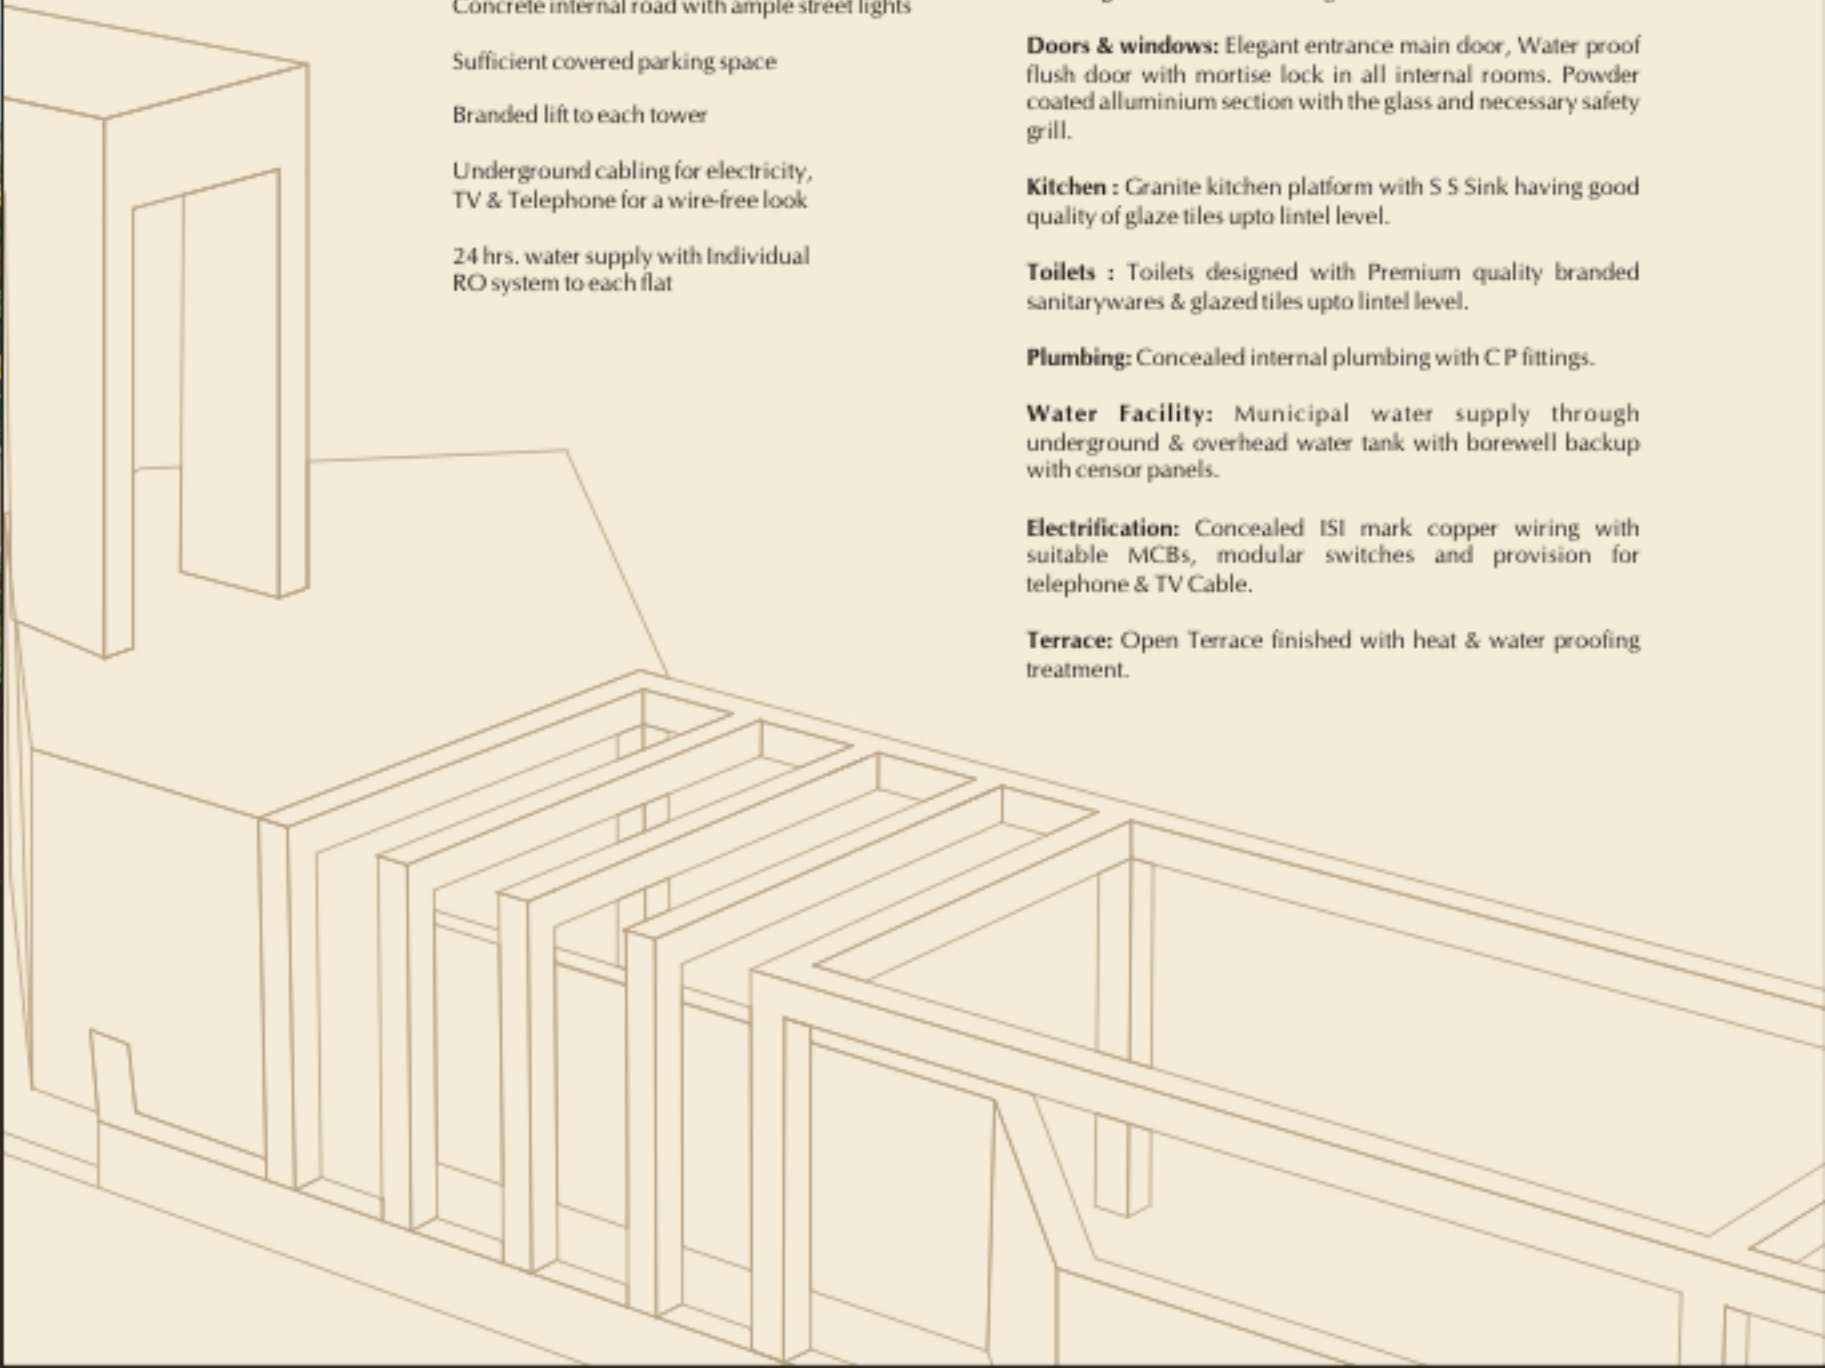 Concrete internal road with ample street lights
Sufficient covered parking space
Branded lift to each tower
Underground cabling for electricity,
TV & Telephone for a wire-free look
24 hrs. water supply with Individual
RO system to each flat
Doors & windows: Elegant entrance main door, Water proof
flush door with mortise lock in all internal rooms. Powder
coated alluminium section with the glass and necessary safety
grill.
Kitchen : Granite kitchen platform with S S Sink having good
quality of glaze tiles upto lintel level.
Toilets : Toilets designed with Premium quality branded
sanitarywares & glazed tiles upto lintel level.
Plumbing: Concealed internal plumbing with C P fittings.
Water Facility: Municipal water supply through
underground & overhead water tank with borewell backup
with censor panels.
Electrification: Concealed ISI mark copper wiring with
suitable MCBs, modular switches and provision for
telephone & TV Cable.
Terrace: Open Terrace finished with heat & water proofing
treatment.